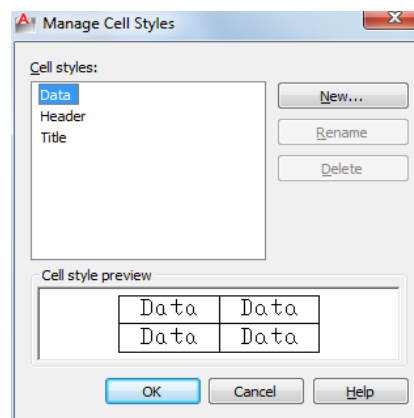 Manage Cell Styles
Cell styles:
Data
Header
Title
New...
Rename
Delete
Cell style preview
Data Data
Data Data
OK Cancel Help